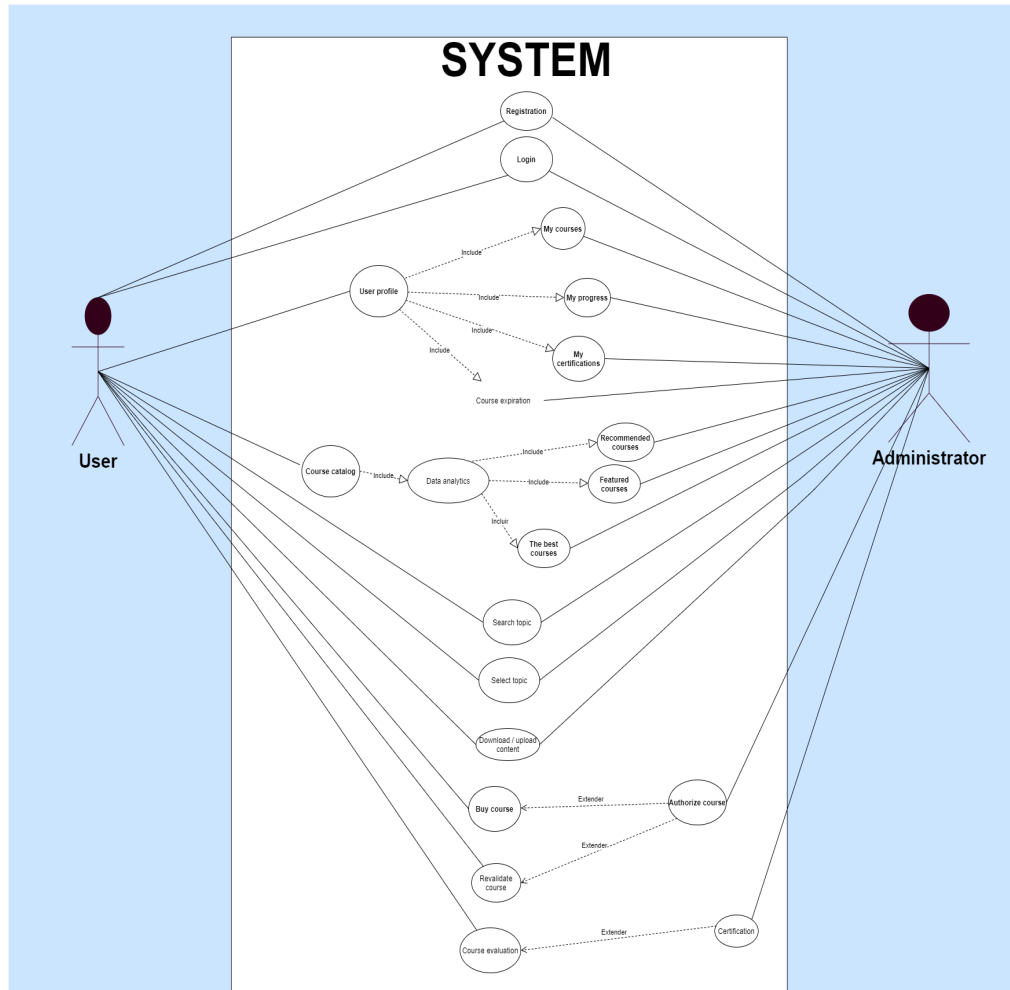 SYSTEM
Registration
Login
My courses
Include
User profile
Include
My progress
Include
My
certifications
Include
Course expiration
User
Administrator
Recommended
courses
Include
Course catalog
Include
Data analytics
Include
Featured
courses
Incluir
The best
courses
Search topic
Select topic
Download / upload
content
Buy course
Extender
Authorize course
Extender
Revalidate
course
Course evaluation
Extender
Certification